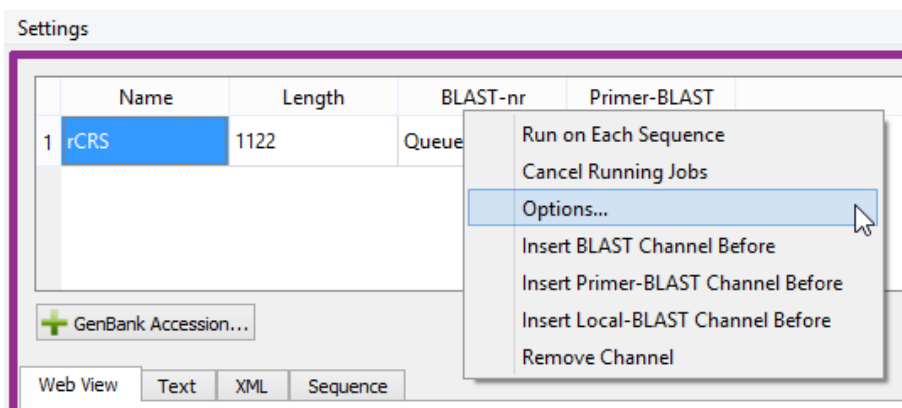 Settings
Name Length BLAST-nr Primer-BLAST
1 rCRS 1122 Queue
Run on Each Sequence
Cancel Running Jobs
Options...
Insert BLAST Channel Before
Insert Primer-BLAST Channel Before
Insert Local-BLAST Channel Before
Remove Channel
GenBank Accession...
Web View Text XML Sequence